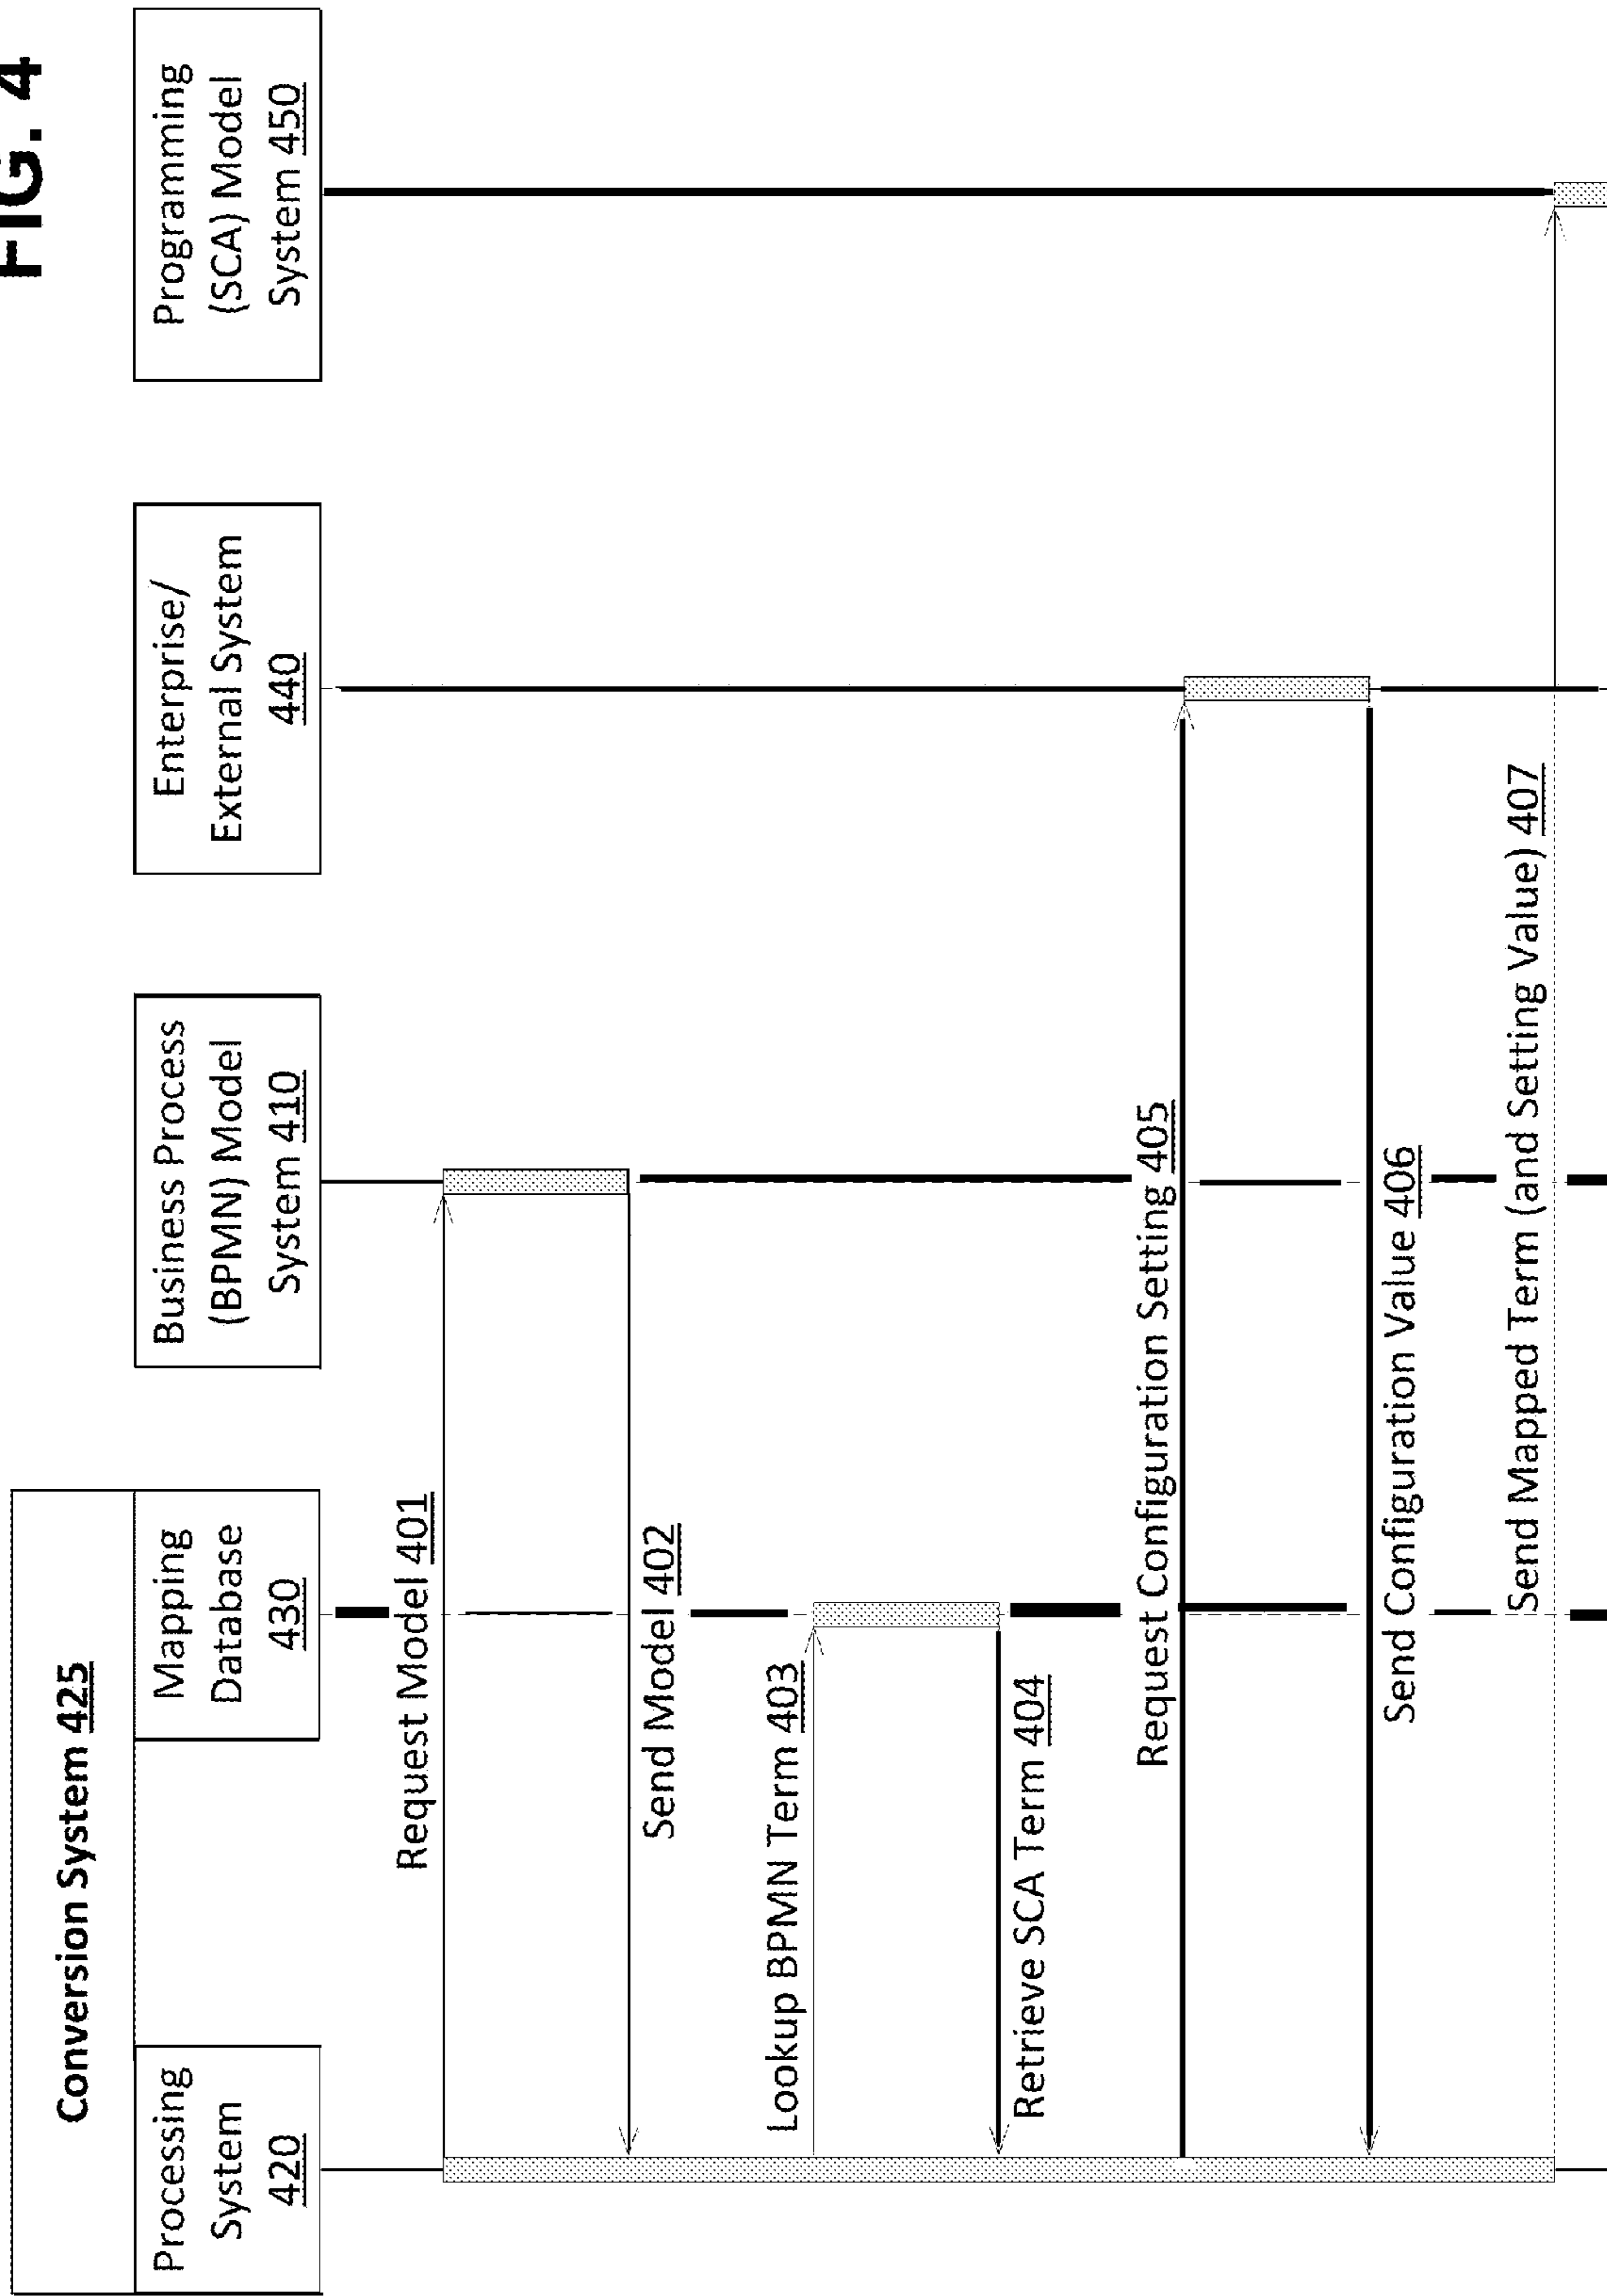 FIG. 4
Conversion System 425
Processing
System
420
Mapping
Database
430
Business Process
(BPMN) Model
System 410
Enterprise/
External System
440
Programming
(SCA) Model
System 450
Request Model 401
Send Model 402
Lookup BPMN Term 403
Retrieve SCA Term 404
Request Configuration Setting 405
Send Configuration Value 406
Send Mapped Term (and Setting Value) 407